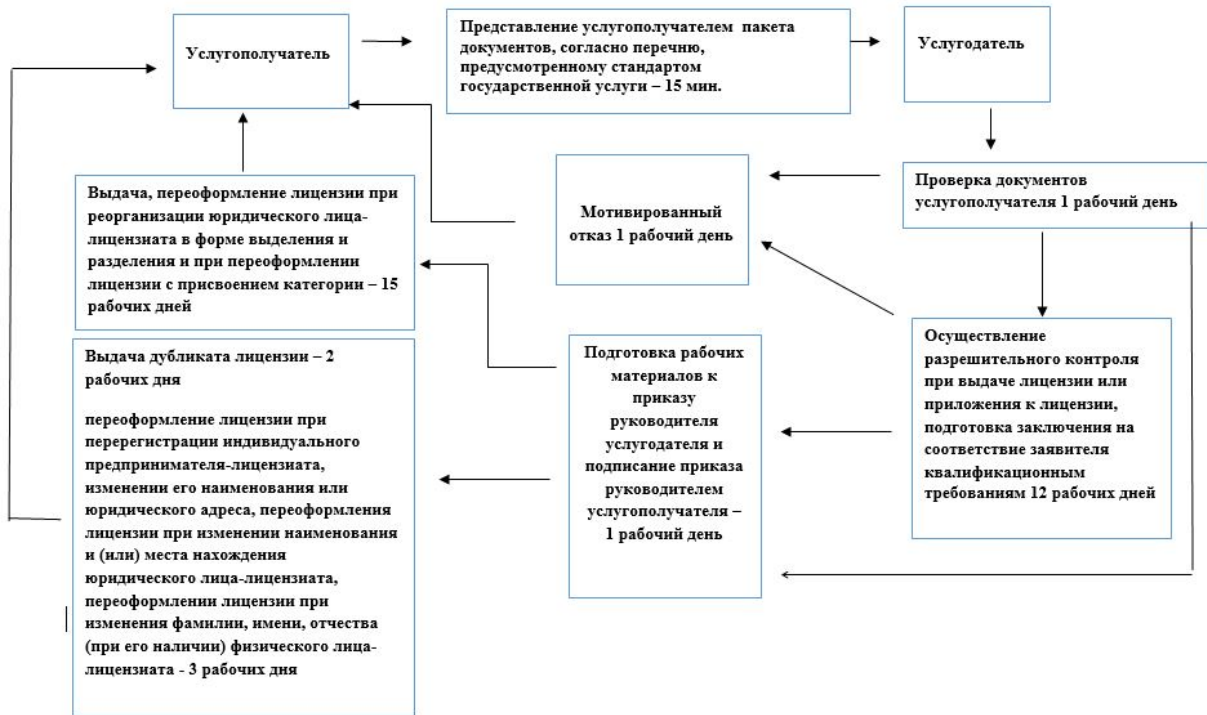 Услугополучатель
Представление услугополучателем пакета
документов, согласно перечню,
предусмотренному стандартом
государственной услуги – 15 мин.
Услугодатель
Проверка документов
услугополучателя 1 рабочий день
Мотивированный
отказ 1 рабочий день
Выдача, переоформление лицензии при
реорганизации юридического лица-
лицензиата в форме выделения и
разделения и при переоформлении
лицензии с присвоением категории – 15
рабочих дней
Осуществление
разрешительного контроля
при выдаче лицензии или
приложения к лицензии,
подготовка заключения на
соответствие заявителя
квалификационным
требованиям 12 рабочих дней
Подготовка рабочих
материалов к
приказу
руководителя
услугодателя и
подписание приказа
руководителем
услугополучателя –
1 рабочий день
Выдача дубликата лицензии – 2
рабочих дня
переоформление лицензии при
перерегистрации индивидуального
предпринимателя-лицензиата,
изменении его наименования или
юридического адреса, переоформления
лицензии при изменении наименования
и (или) места нахождения
юридического лица-лицензиата,
переоформлении лицензии при
изменения фамилии, имени, отчества
(при его наличии) физического лица-
лицензиата - 3 рабочих дня